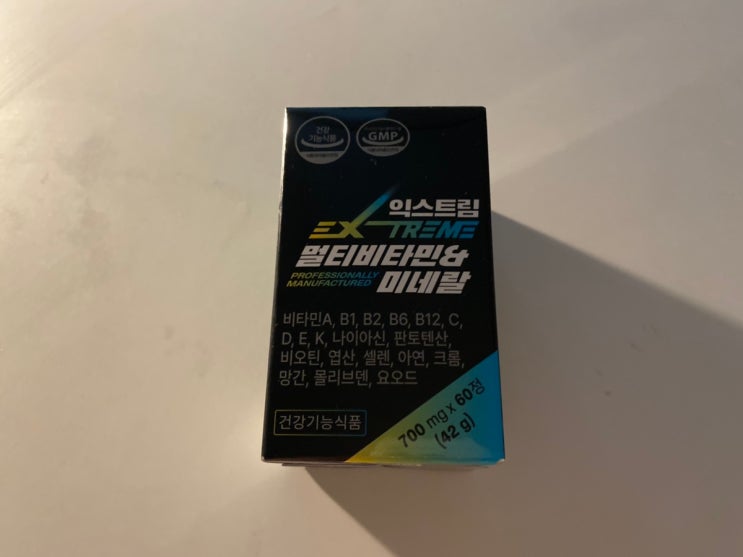 건강
기능식품
GMP
익스트림
EXTREME
멀티비타민&
PROFESSIONALLY
MANUFACTURED
미네랄
비타민A, B1, B2, B6, B12, C,
D, E, K, 나이아신, 판토텐산,
비오틴, 엽산, 셀렌, 아연, 크롬,
망간, 몰리브덴, 요오드
건강기능식품
700 mg x 60정
(42 g)